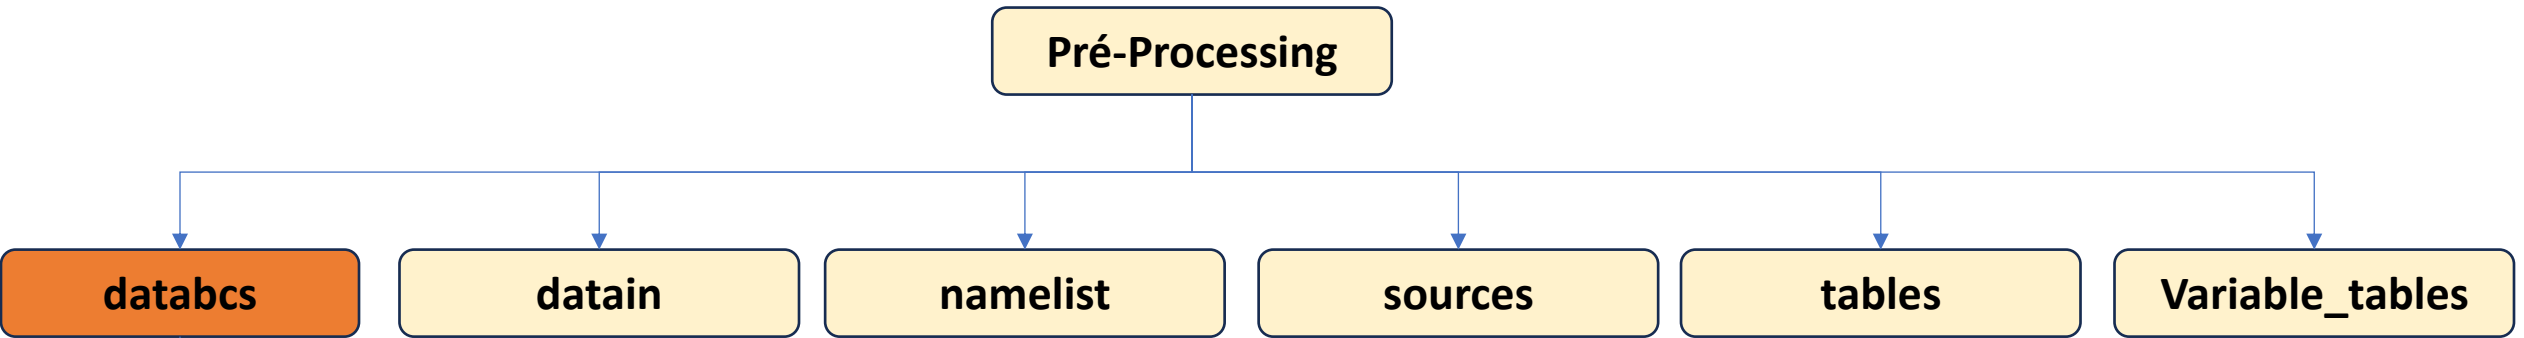 Pré-Processing
databcs
datain
namelist
sources
tables
Variable_tables